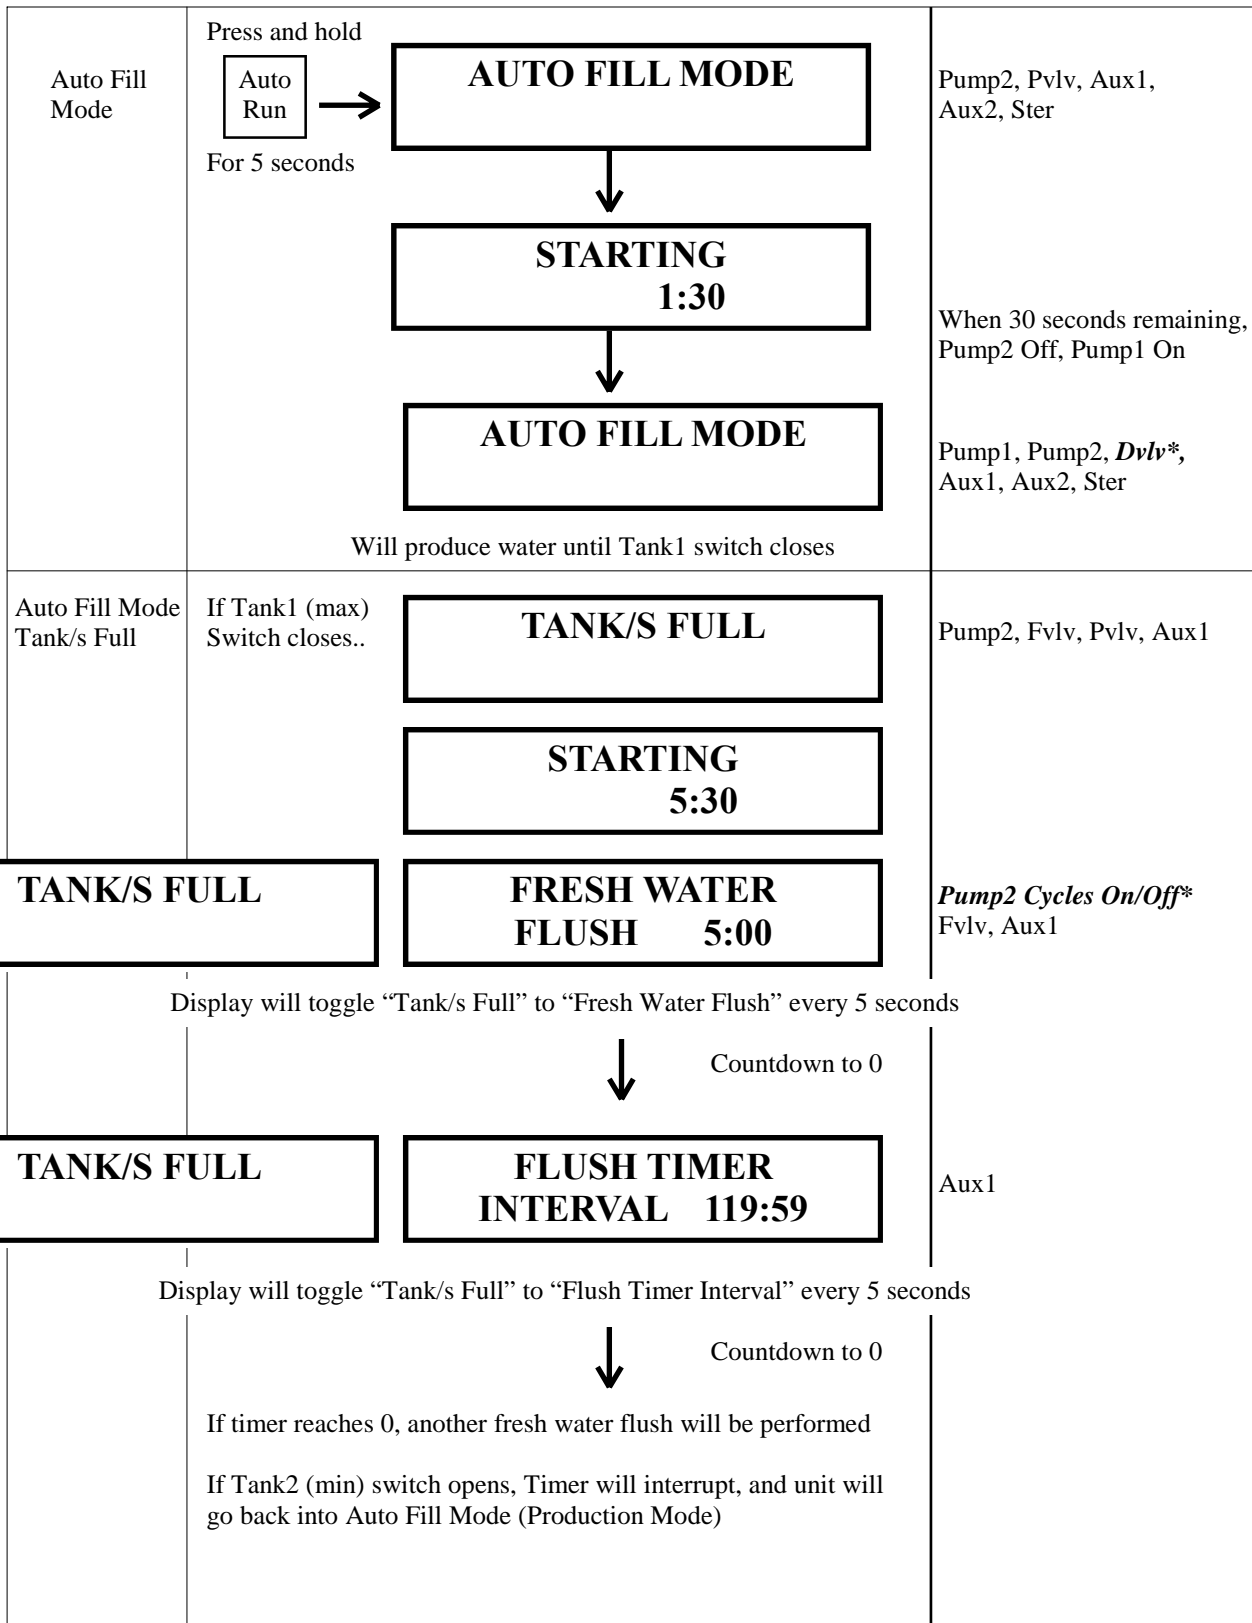 Press and hold
Auto Fill
Mode
Auto
Run
For 5 seconds
AUTO FILL MODE
Pump2, Pvlv, Aux1,
Aux2, Ster
STARTING
1:30
When 30 seconds remaining,
Pump2 Off, Pump1 On
AUTO FILL MODE
Pump1, Pump2, Dvlv*,
Aux1, Aux2, Ster
Will produce water until Tank1 switch closes
Auto Fill Mode
Tank/s Full
If Tank1 (max)
Switch closes..
TANK/S FULL
Pump2, Fvlv, Pvlv, Aux1
STARTING
5:30
TANK/S FULL
FRESH WATER
FLUSH 5:00
Pump2 Cycles On/Off*
Fvlv, Aux1
Display will toggle “Tank/s Full” to “Fresh Water Flush” every 5 seconds
Countdown to 0
TANK/S FULL
FLUSH TIMER
INTERVAL 119:59
Aux1
Display will toggle “Tank/s Full” to “Flush Timer Interval” every 5 seconds
Countdown to 0
If timer reaches 0, another fresh water flush will be performed
If Tank2 (min) switch opens, Timer will interrupt, and unit will
go back into Auto Fill Mode (Production Mode)